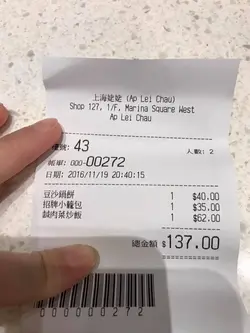 上海姥姥 (Ap Lei Chau)
Shop 127, 1/F, Marina Square West
Ap Lei Chau
檯號: 43 人數: 2
帳單: 000-00272
日期: 2016/11/19 20:40:15
豆沙鍋餅 1 $40.00
招牌小籠包 1 $35.00
鹹肉菜炒飯 1 $62.00
總金額 $137.00
000000272